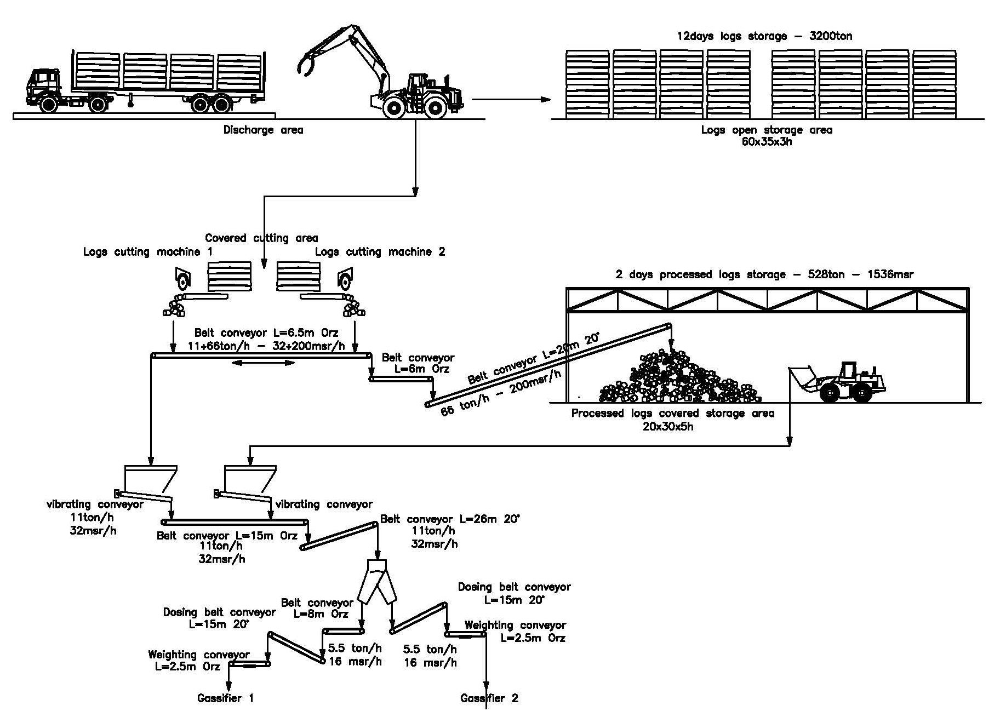 12days logs storage - 3200ton
Discharge area
Logs open storage area
60x35x3h
Covered cutting area
Logs cutting machine 1
Logs cutting machine 2
2 days processed logs storage - 528ton - 1536msr
Belt conveyor L=6.5m Orz
11÷66ton/h - 32÷200msr/h
Belt conveyor
L=6m Orz
Belt conveyor L=20m 20°
66 ton/h - 200msr/h
Processed logs covered storage area
20x30x5h
vibrating conveyor
11ton/h
32msr/h
vibrating conveyor
Belt conveyor L=15m Orz
11ton/h
32msr/h
Belt conveyor L=26m 20°
11ton/h
32msr/h
Dosing belt conveyor
L=15m 20°
Belt conveyor
L=8m Orz
Dosing belt conveyor
L=15m 20°
Weighting conveyor
L=2.5m Orz
5.5 ton/h
16 msr/h
5.5 ton/h
16 msr/h
Weighting conveyor
L=2.5m Orz
Gassifier 1
Gassifier 2